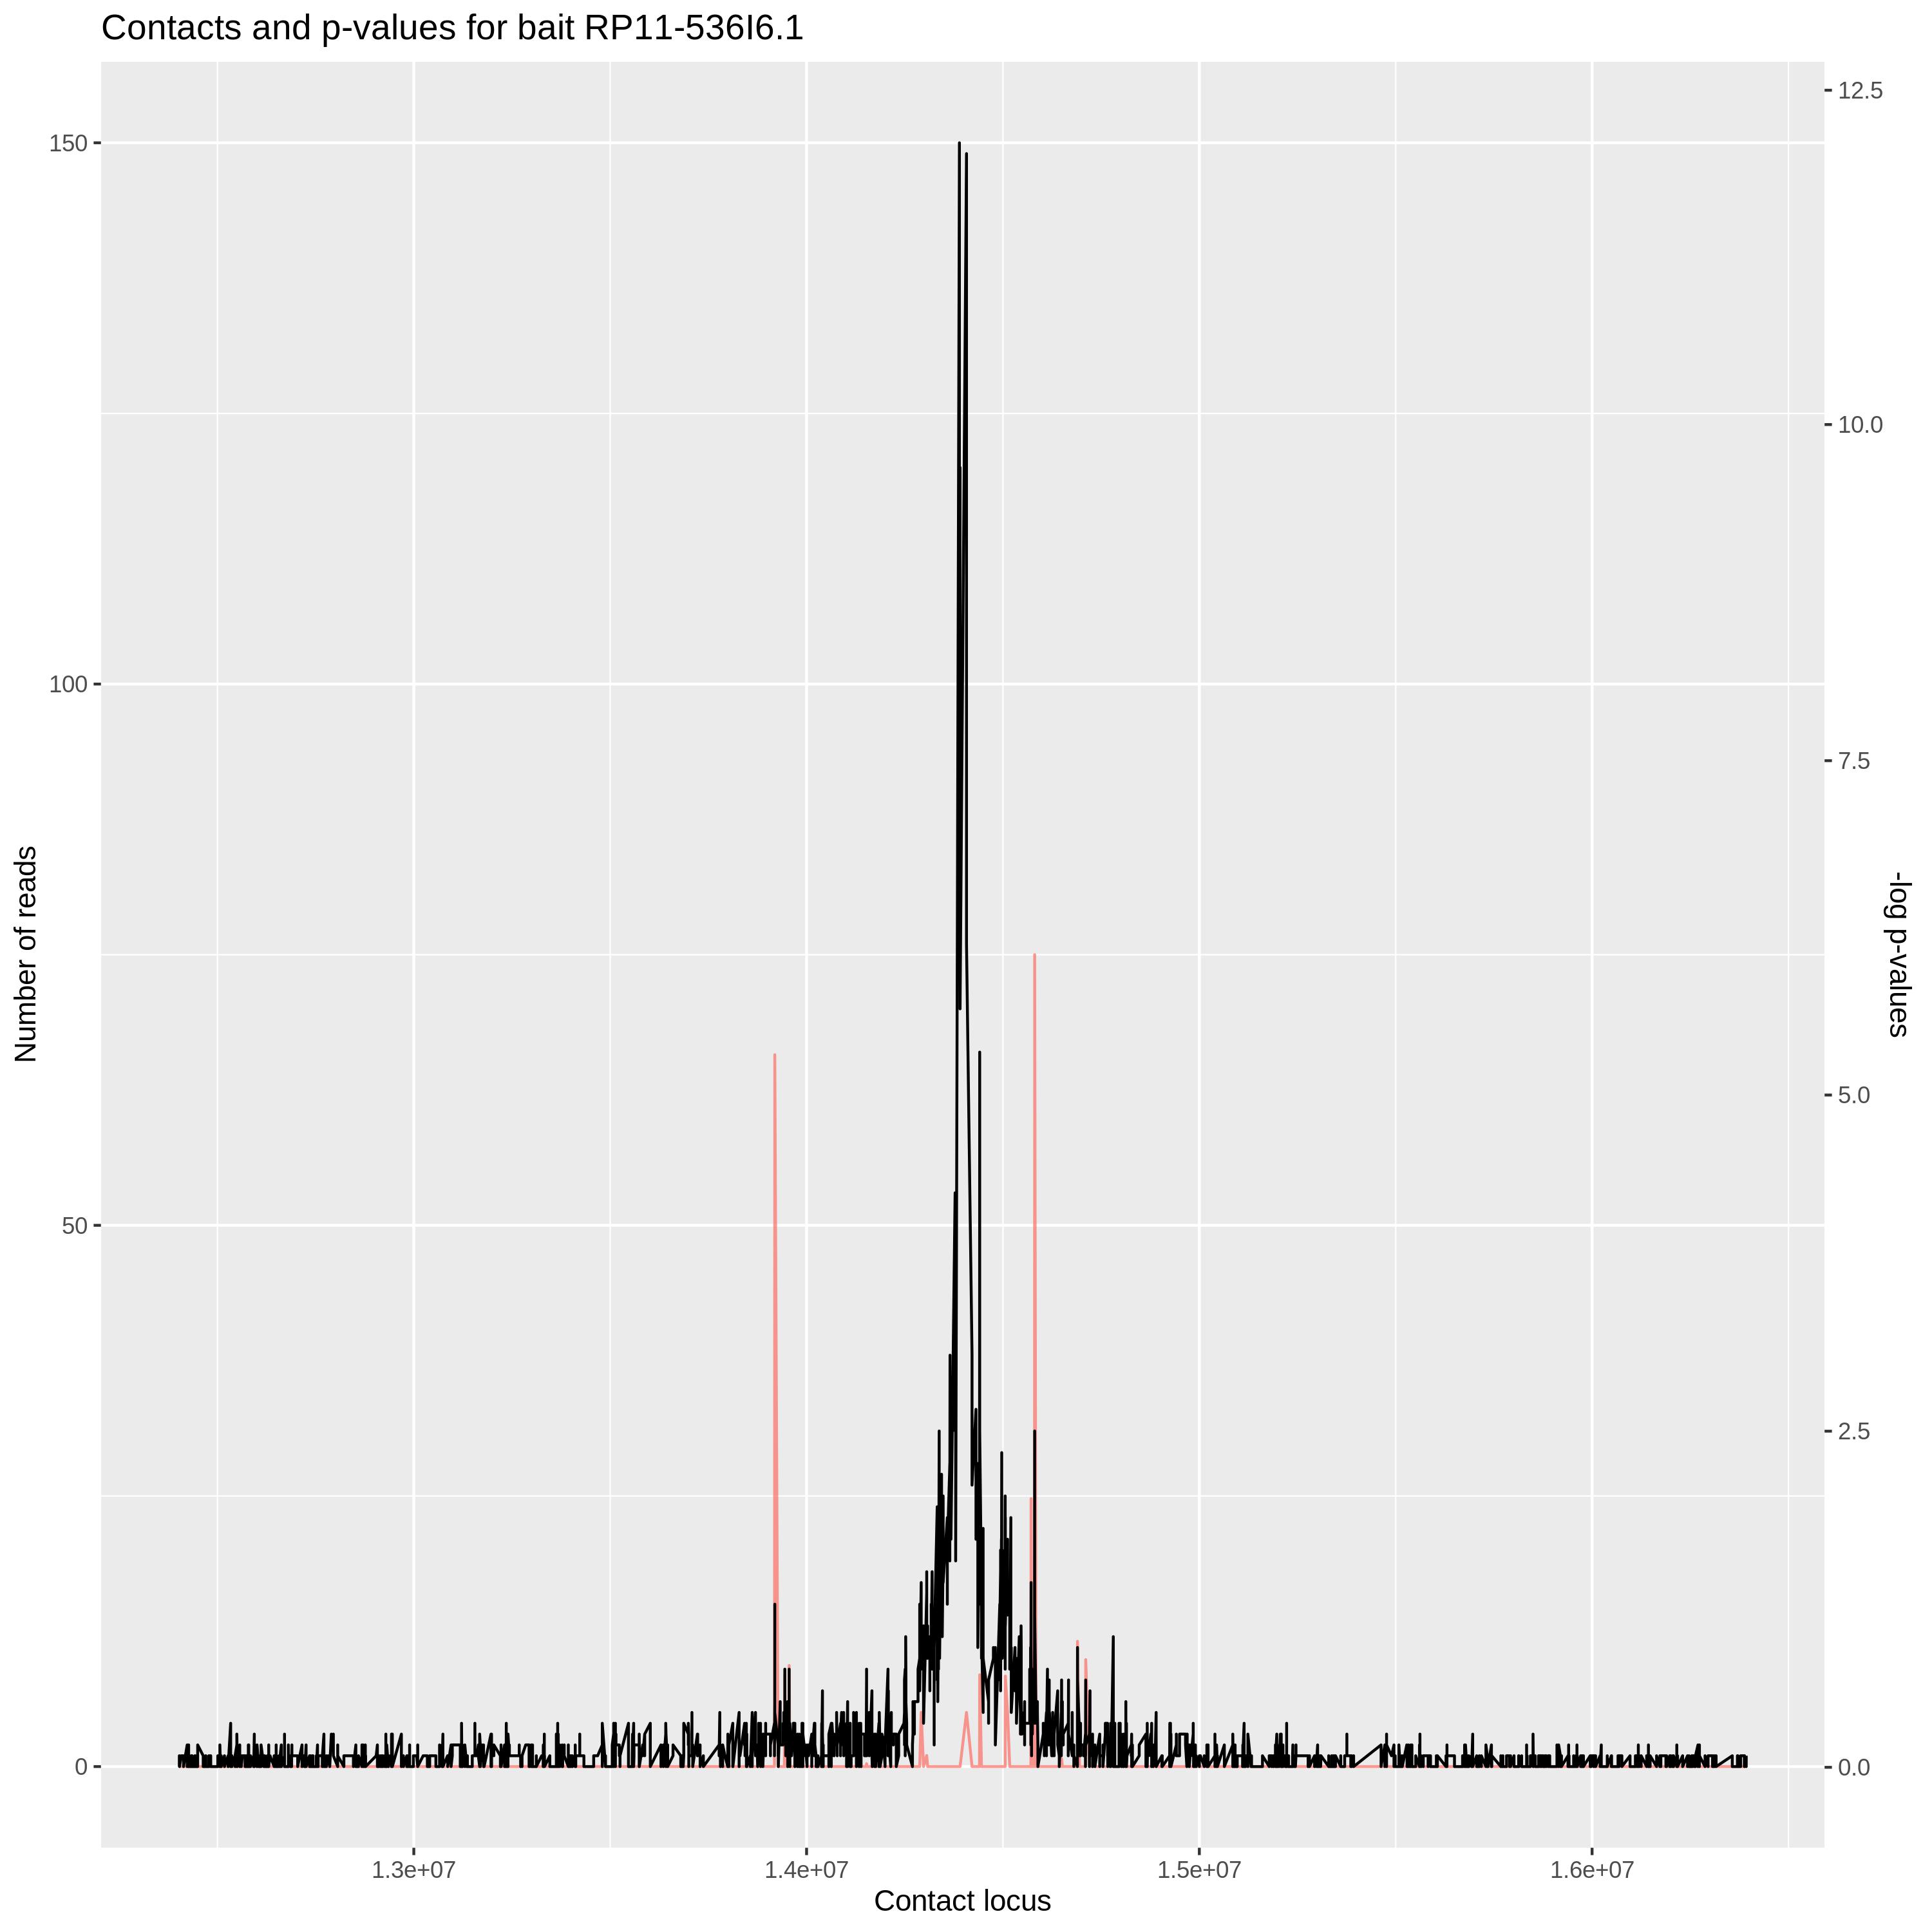 Contacts and p-values for bait RP11-536I6.1
Number of reads
150
100
50
0
12.5
10.0
7.5
5.0
2.5
0.0
-log p-values
1.3e+07
1.4e+07
1.5e+07
1.6e+07
Contact locus